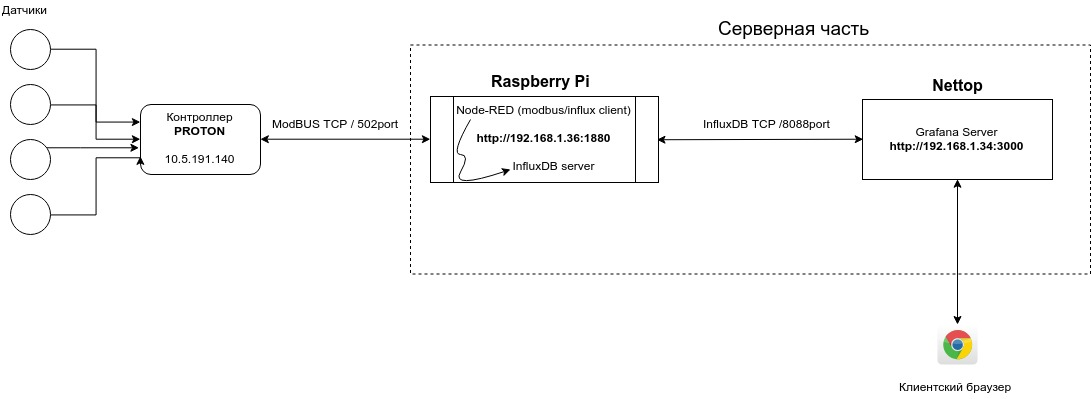 Датчики
Серверная часть
Raspberry Pi
Nettop
Контроллер
PROTON
10.5.191.140
ModBUS TCP / 502port
Node-RED (modbus/influx client)
http://192.168.1.36:1880
InfluxDB server
InfluxDB TCP /8088port
Grafana Server
http://192.168.1.34:3000
Клиентский браузер